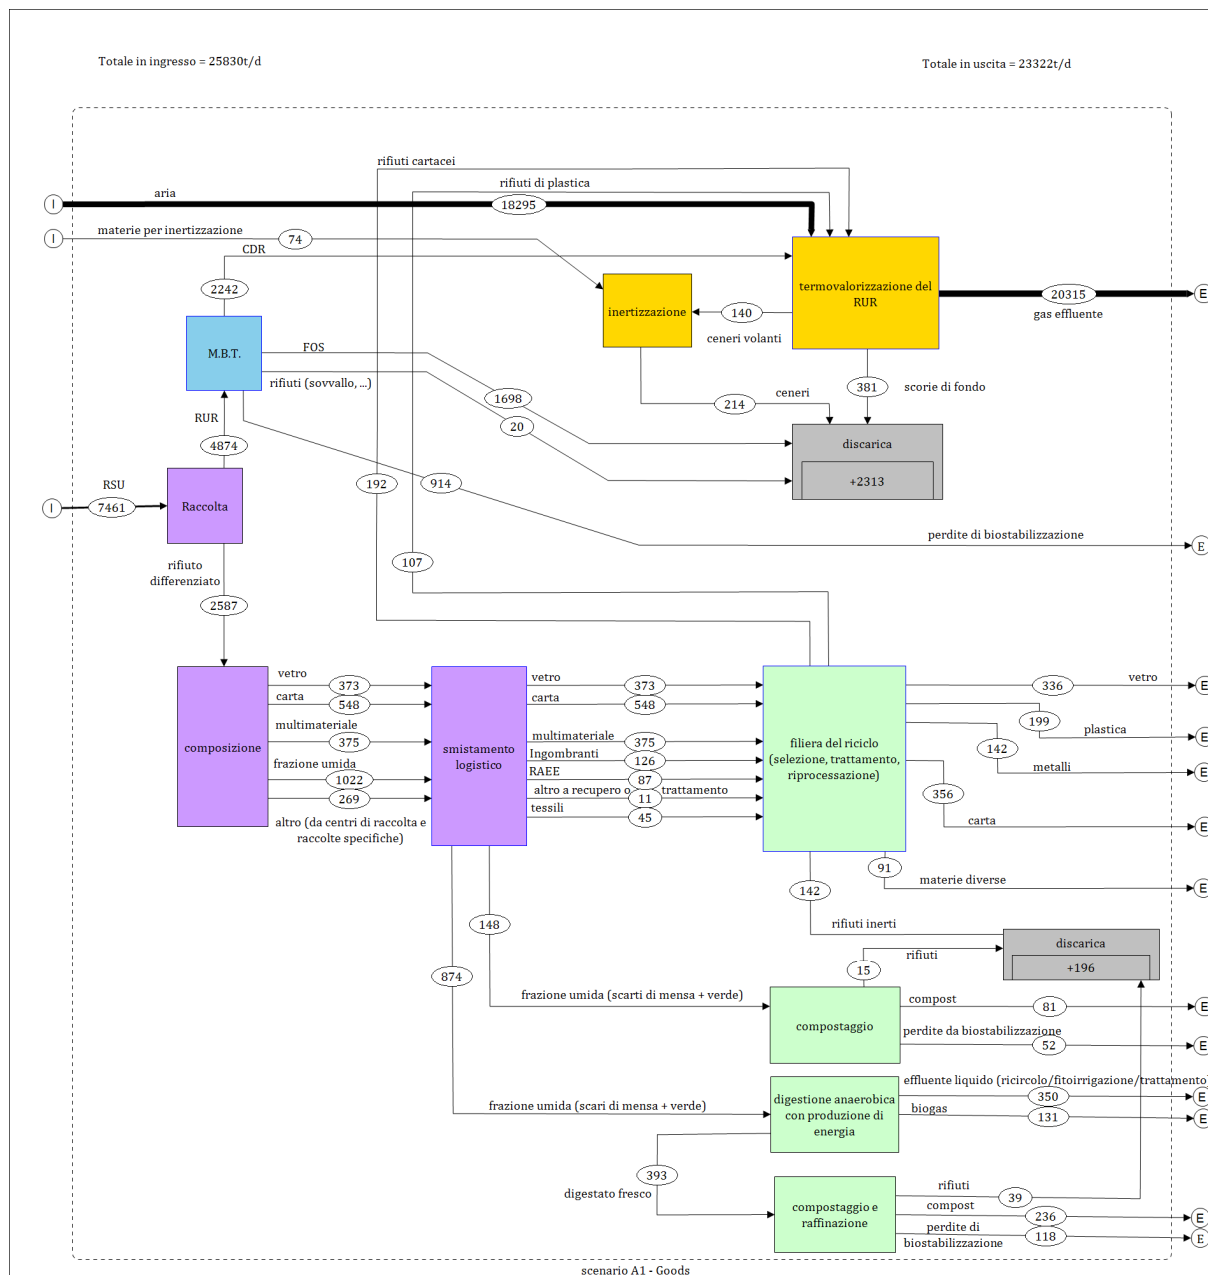 Totale in ingresso = 25830t/d
Totale in uscita = 23322t/d
rifiuti cartacei
rifiuti di plastica
aria
I
18295
materie per inertizzazione
I
74
CDR
2242
termovalorizzazione del
RUR
20315
E
gas effluente
inertizzazione
140
ceneri volanti
M.B.T.
FOS
rifiuti (sovvallo, ...)
1698
20
ceneri
214
381
scorie di fondo
RUR
4874
discarica
+2313
192
914
RSU
I
7461
Raccolta
perdite di biostabilizzazione
E
107
rifiuto
differenziato
2587
vetro
373
carta
548
multimateriale
375
composizione
frazione umida
1022
269
altro (da centri di raccolta e
raccolte specifiche)
smistamento
logistico
vetro
373
carta
548
multimateriale
375
Ingombranti
126
RAEE
87
altro a recupero o
11
trattamento
tessili
45
filiera del riciclo
(selezione, trattamento,
riprocessazione)
336
vetro
E
199
plastica
E
142
metalli
E
356
carta
E
91
materie diverse
E
142
rifiuti inerti
discarica
+196
148
874
15
rifiuti
frazione umida (scarti di mensa + verde)
compostaggio
compost
81
E
perdite da biostabilizzazione
52
E
effluente liquido (ricircolo/fitoirrigazione/trattamento)
350
E
biogas
131
E
digestione anaerobica
con produzione di
energia
frazione umida (scari di mensa + verde)
393
digestato fresco
compostaggio e
raffinazione
rifiuti
39
compost
236
E
perdite di
biostabilizzazione
118
E
scenario A1 - Goods